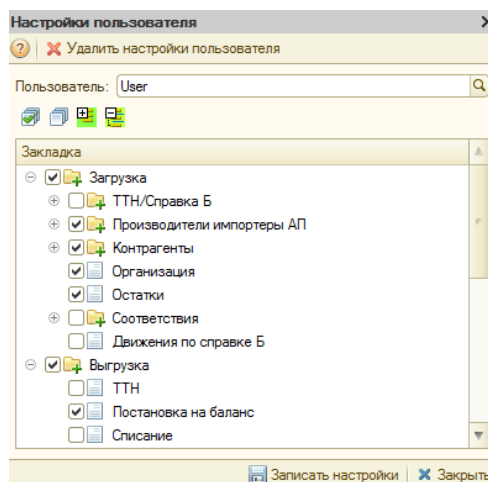 Настройки пользователя
Удалить настройки пользователя
Пользователь: User
Закладка
Загрузка
ТТН/Справка Б
Производители импортеры АП
Контрагенты
Организация
Остатки
Соответствия
Движения по справке Б
Выгрузка
ТТН
Постановка на баланс
Списание
Записать настройки Закрыть